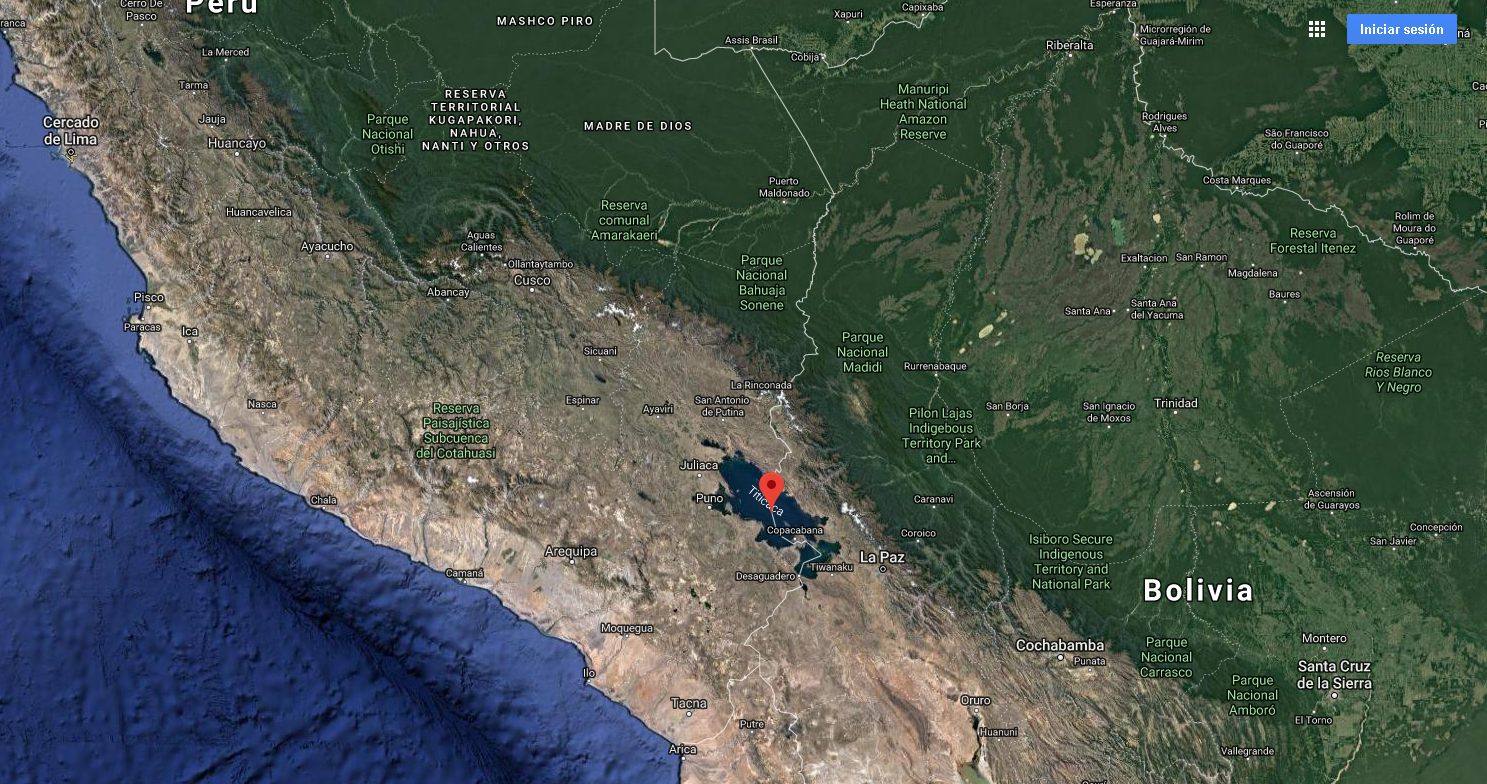 Peru
MASHCO PIRO
Cerro De
Pasco
Xapuri
Capixaba
Esperanza
Iniciar sesión
Microrregión de
Guajará-Mirim
Assis Brasil
Cobija
Riberalta
La Merced
Tarma
RESERVA
TERRITORIAL
KUGAPAKORI,
NAHUA,
NANTI Y OTROS
Manuripi
Heath National
Amazon
Reserve
Cercado
de Lima
Jauja
Huancayo
Parque
Nacional
Otishi
MADRE DE DIOS
Rodrigues
Alves
São Francisco
do Guaporé
Puerto
Maldonado
Costa Marques
Huancavelica
Reserva
comunal
Amarakaeri
Rolim de
Moura do
Guaporé
Ayacucho
Aguas
Calientes
Ollantaytambo
Cusco
Abancay
Parque
Nacional
Bahuaja
Sonene
Reserva
Forestal Itenez
Exaltacion
San Ramon
Magdalena
Baures
Pisco
Paracas
Ica
Santa Ana
Santa Ana
del Yacuma
Sicuani
Parque
Nacional
Madidi
Rurrenabaque
Reserva
Rios Blanco
Y Negro
La Rinconada
Nasca
Espinar
Ayaviri
San Antonio
de Putina
San Borja
San Ignacio
de Moxos
Trinidad
Reserva
Paisajística
Subcuenca
del Cotahuasi
Pilon Lajas
Indigebous
Territory Park
and...
Juliaca
Puno
Titicaca
Chala
Caranavi
Ascensión
de Guarayos
Copacabana
Coroico
Concepción
San Javier
Arequipa
Camaná
Desaguadero
Tiwanaku
La Paz
Isiboro Secure
Indigenous
Territory and
National Park
Bolivia
Moquegua
Cochabamba
Punata
Parque
Nacional
Carrasco
Montero
Santa Cruz
de la Sierra
Ilo
Tacna
Putre
Oruro
Parque
Nacional
Amboró
El Torno
Arica
Huanuni
Vallegrande